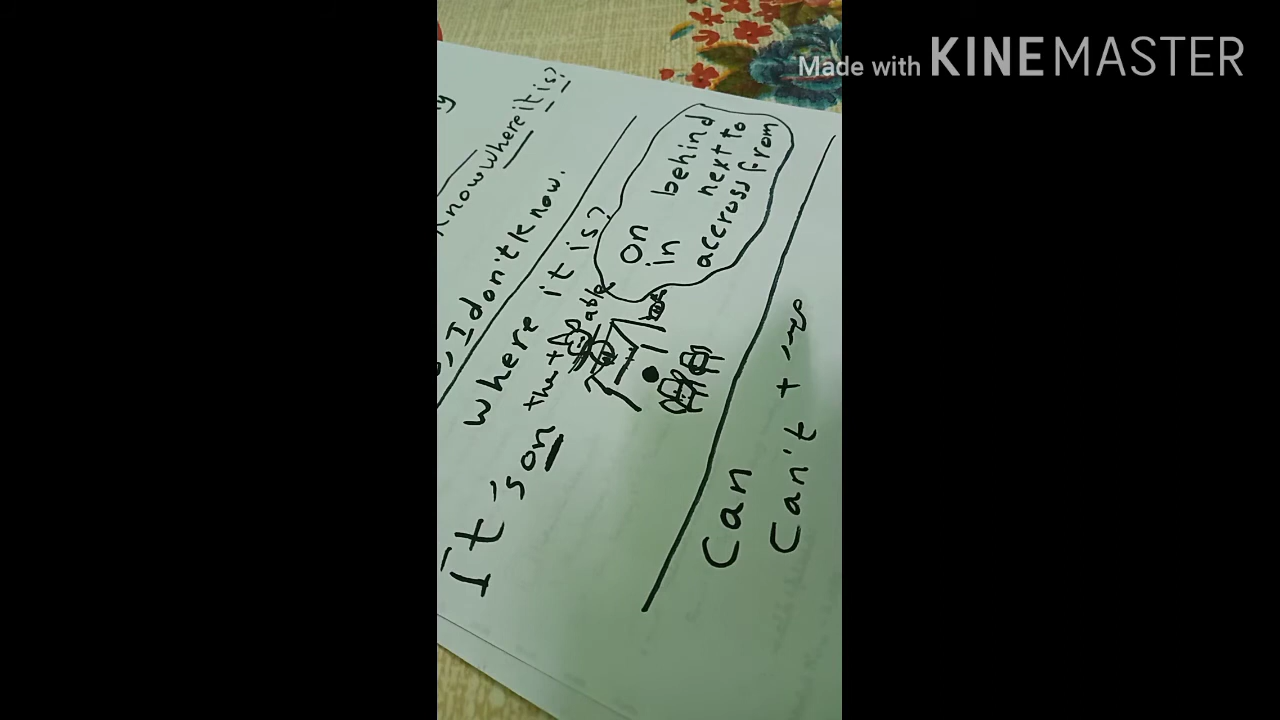 Made with KINEMASTER
know where it is?
I don't know.
where it is?
It's on the table
on behind
in next to
accross from
Can
Can't +